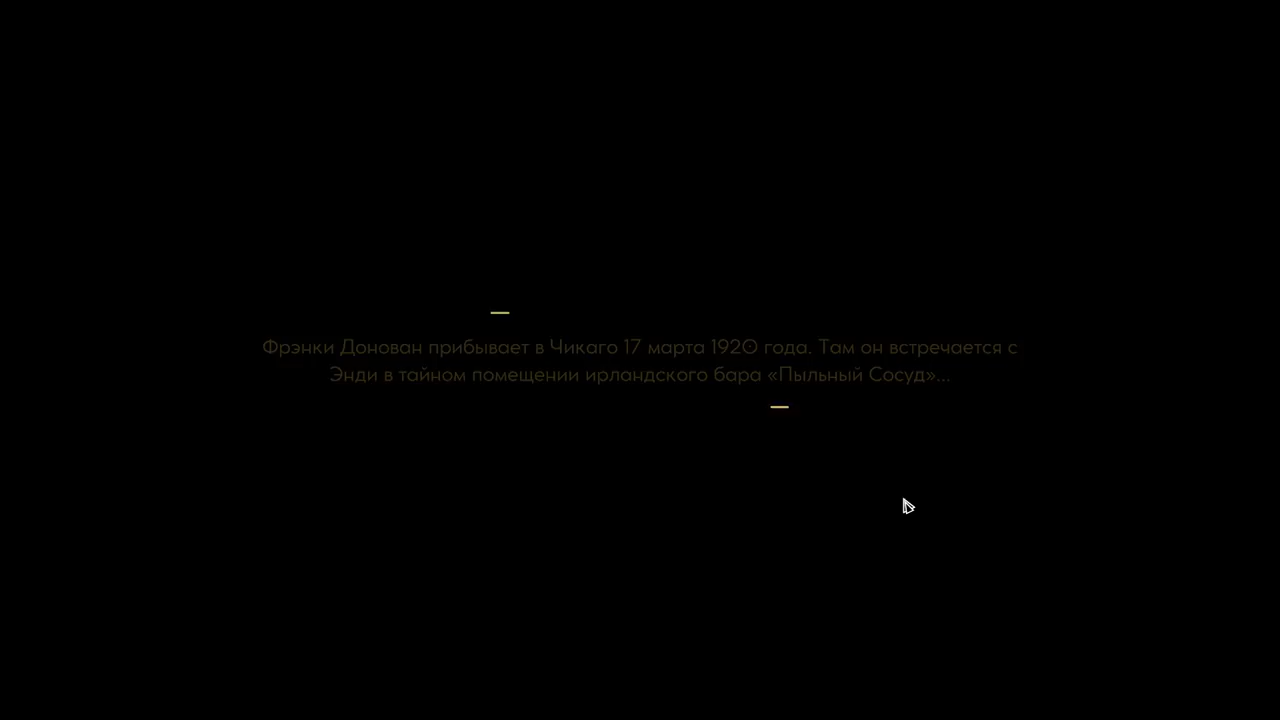 Фрэнки Донован прибывает в Чикаго 17 марта 1920 года. Там он встречается с
Энди в тайном помещении ирландского бара «Пыльный Сосуд»...